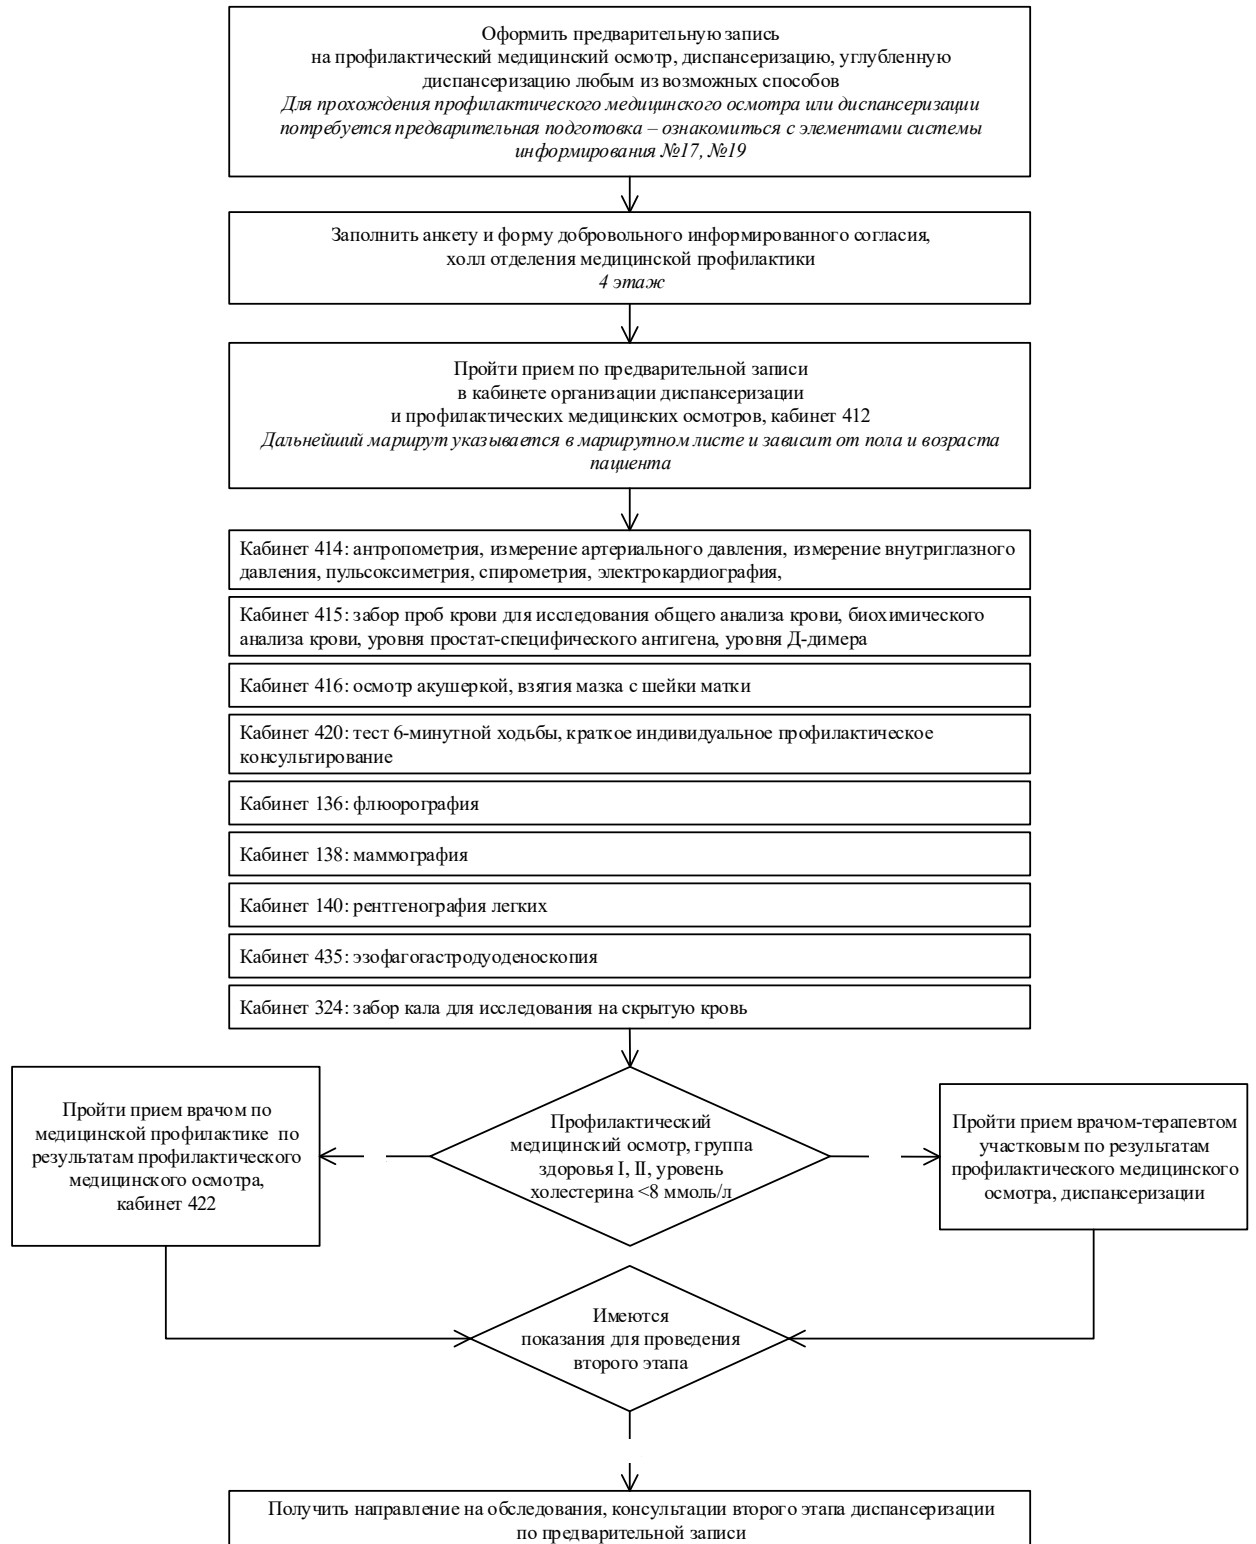 Оформить предварительную запись
на профилактический медицинский осмотр, диспансеризацию, углубленную
диспансеризацию любым из возможных способов
Для прохождения профилактического медицинского осмотра или диспансеризации
потребуется предварительная подготовка – ознакомиться с элементами системы
информирования №17, №19
Заполнить анкету и форму добровольного информированного согласия,
холл отделения медицинской профилактики
4 этаж
Пройти прием по предварительной записи
в кабинете организации диспансеризации
и профилактических медицинских осмотров, кабинет 412
Дальнейший маршрут указывается в маршрутном листе и зависит от пола и возраста
пациента
Кабинет 414: антропометрия, измерение артериального давления, измерение внутриглазного
давления, пульсоксиметрия, спирометрия, электрокардиография,
Кабинет 415: забор проб крови для исследования общего анализа крови, биохимического
анализа крови, уровня простат-специфического антигена, уровня Д-димера
Кабинет 416: осмотр акушеркой, взятия мазка с шейки матки
Кабинет 420: тест 6-минутной ходьбы, краткое индивидуальное профилактическое
консультирование
Кабинет 136: флюорография
Кабинет 138: маммография
Кабинет 140: рентгенография легких
Кабинет 435: эзофагогастродуоденоскопия
Кабинет 324: забор кала для исследования на скрытую кровь
Пройти прием врачом по
медицинской профилактике по
результатам профилактического
медицинского осмотра,
кабинет 422
Профилактический
медицинский осмотр, группа
здоровья I, II, уровень
холестерина <8 ммоль/л
Пройти прием врачом-терапевтом
участковым по результатам
профилактического медицинского
осмотра, диспансеризации
Имеются
показания для проведения
второго этапа
Получить направление на обследования, консультации второго этапа диспансеризации
по предварительной записи